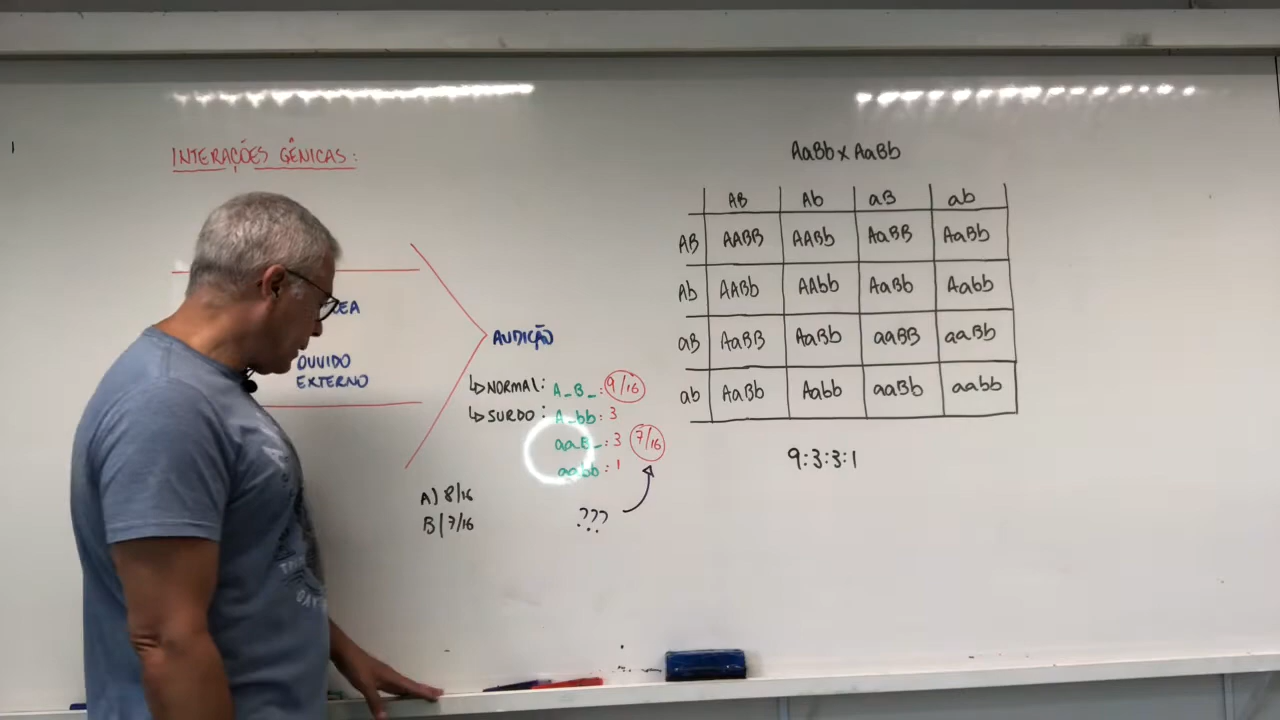 INTERAÇÕES GÊNICAS:
OUVIDO
EXTERNO
AUDIÇÃO
↳NORMAL: A_B_: 9/16
↳SURDO: A_bb: 3
aaB_: 3 7/16
aabb: 1
A) 8/16
B) 7/16
???
AaBb x AaBb
AB Ab aB ab
AB AABB AABb AaBB AaBb
Ab AABb AAbb AaBb Aabb
aB AaBB AaBb aaBB aaBb
ab AaBb Aabb aaBb aabb
9:3:3:1